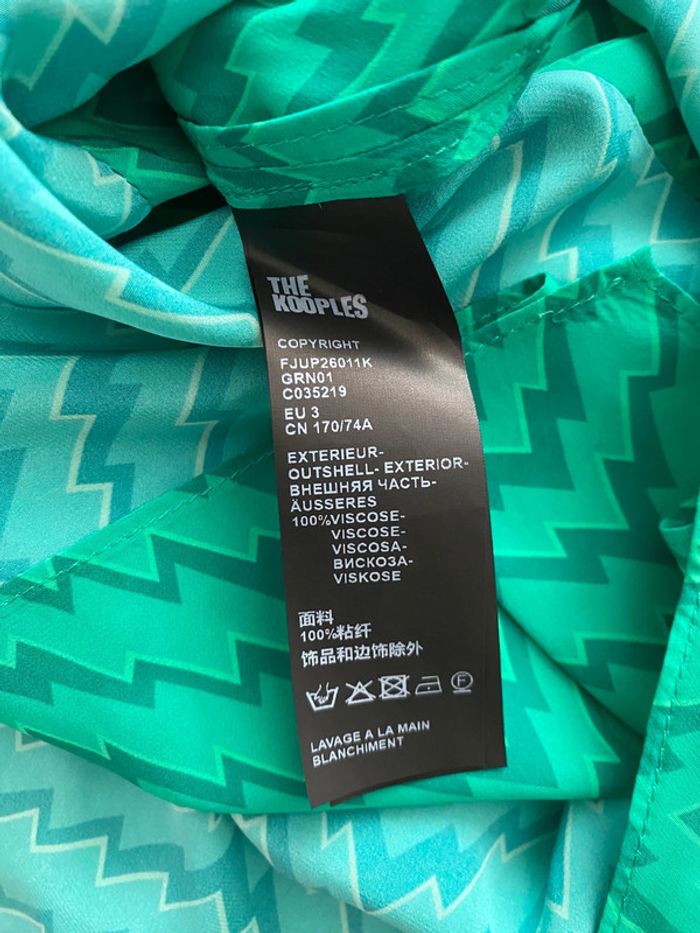 THE
KOOPLES
COPYRIGHT
FJUP26011K
GRN01
C035219
EU 3
CN 170/74A
EXTERIEUR-
OUTSHELL- EXTERIOR-
ВНЕШНЯЯ ЧАСТЬ-
ÄUSSERES
100%VISCOSE-
VISCOSE-
VISCOSA-
ВИСКОЗА-
VISKOSE
面料
100%粘纤
饰品和边饰除外
F
LAVAGE A LA MAIN
BLANCHIMENT